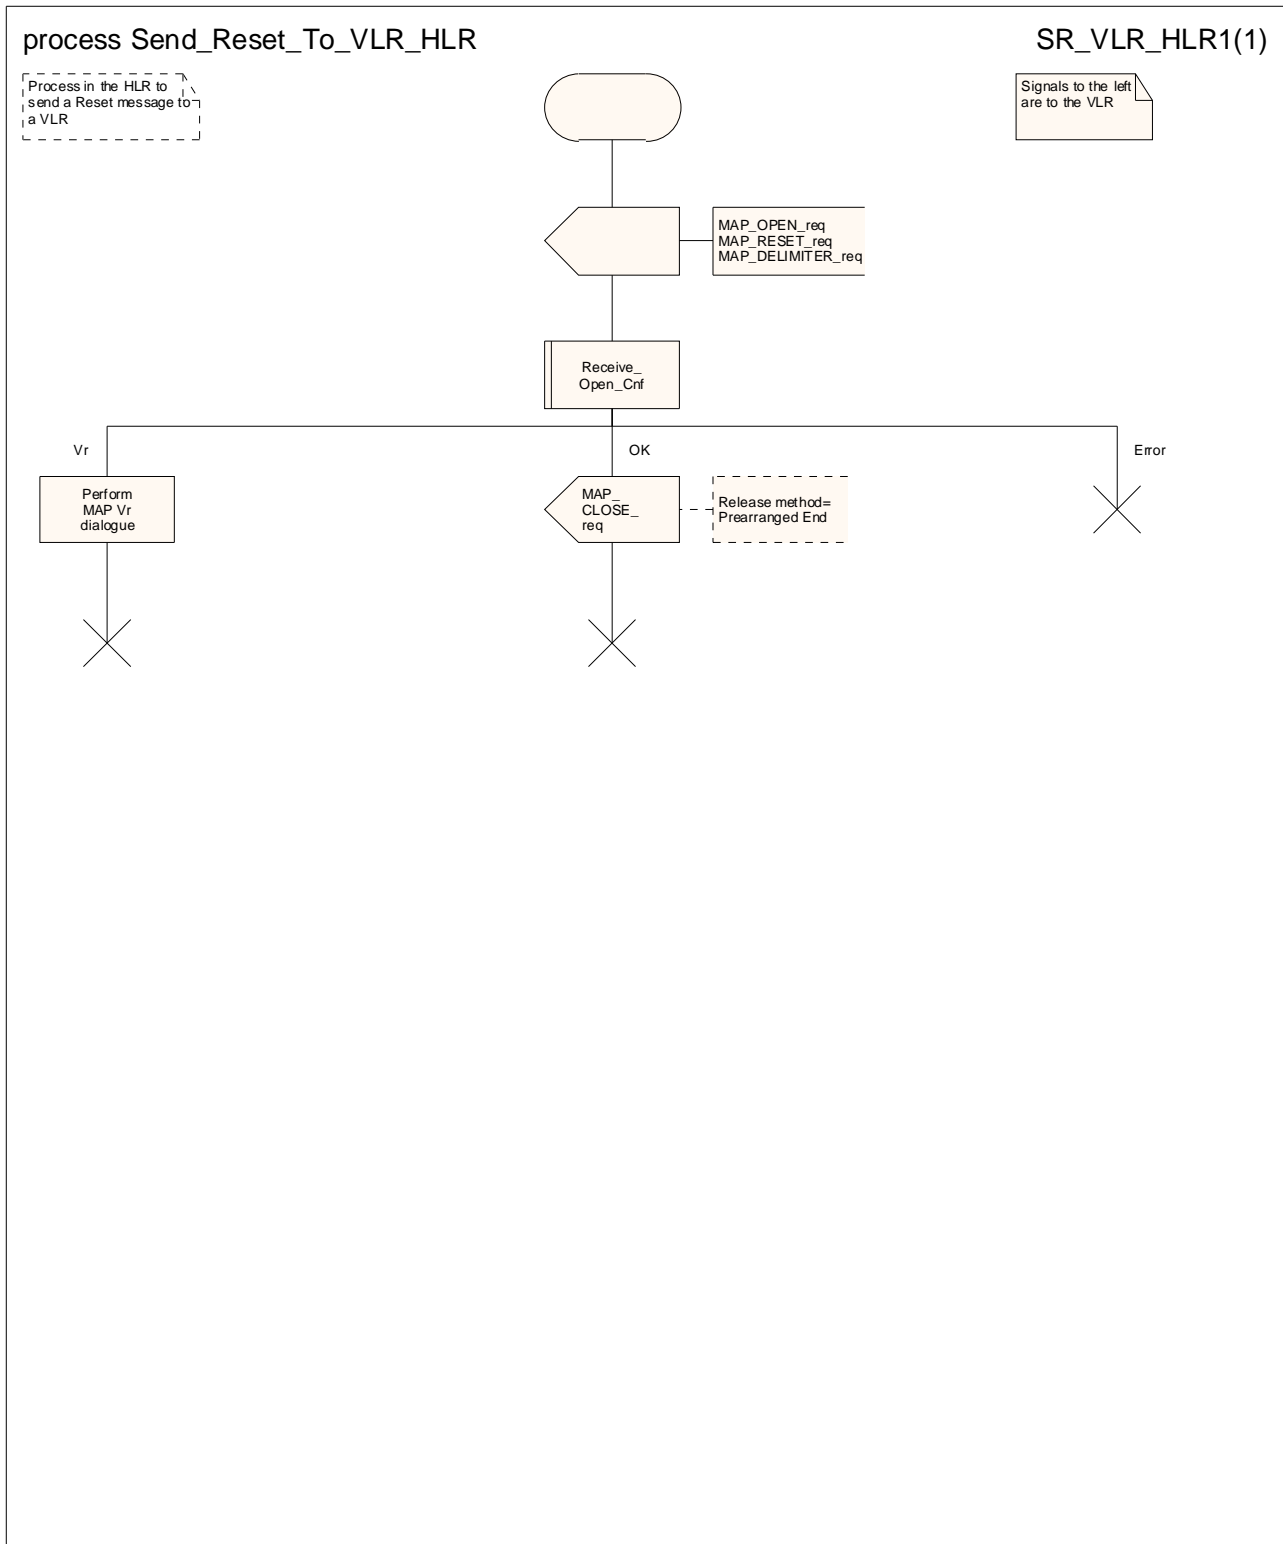 process Send_Reset_To_VLR_HLR
SR_VLR_HLR1(1)
Process in the HLR to
send a Reset message to
a VLR
Signals to the left
are to the VLR
MAP_OPEN_req
MAP_RESET_req
MAP_DELIMITER_req
Receive_
Open_Cnf
Vr
OK
Error
Perform
MAP Vr
dialogue
MAP_
CLOSE_
req
Release method=
Prearranged End